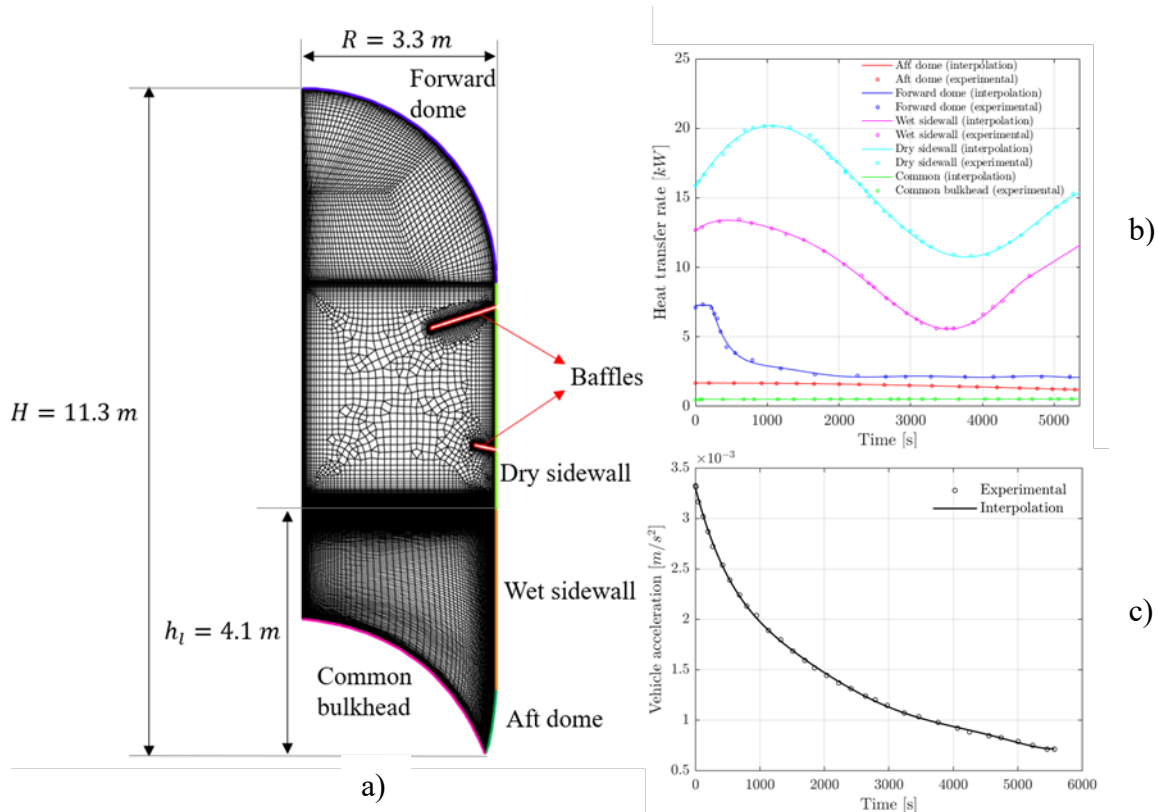 R = 3.3 m
Forward
dome
H = 11.3 m
Baffles
Dry sidewall
Wet sidewall
h_l = 4.1 m
Common
bulkhead
Aft dome
a)
25
20
15
10
5
0
Heat transfer rate [kW]
Aft dome (interpolation)
Aft dome (experimental)
Forward dome (interpolation)
Forward dome (experimental)
Wet sidewall (interpolation)
Wet sidewall (experimental)
Dry sidewall (interpolation)
Dry sidewall (experimental)
Common (interpolation)
Common bulkhead (experimental)
0 1000 2000 3000 4000 5000
Time [s]
b)
×10⁻³
3.5
3
2.5
2
1.5
1
0.5
Vehicle acceleration [m/s²]
Experimental
Interpolation
0 1000 2000 3000 4000 5000 6000
Time [s]
c)